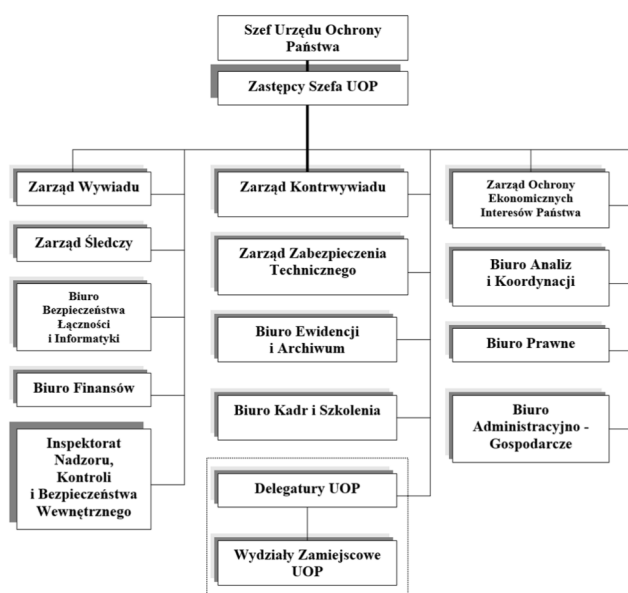 Szef Urzędu Ochrony
Państwa
Zastępcy Szefa UOP
Zarząd Wywiadu
Zarząd Śledczy
Biuro
Bezpieczeństwa
Łączności
i Informatyki
Biuro Finansów
Inspektorat
Nadzoru,
Kontroli
i Bezpieczeństwa
Wewnętrznego
Zarząd Kontrwywiadu
Zarząd Zabezpieczenia
Technicznego
Biuro Ewidencji
i Archiwum
Biuro Kadr i Szkolenia
Delegatury UOP
Wydziały Zamiejscowe
UOP
Zarząd Ochrony
Ekonomicznych
Interesów Państwa
Biuro Analiz
i Koordynacji
Biuro Prawne
Biuro
Administracyjno -
Gospodarcze